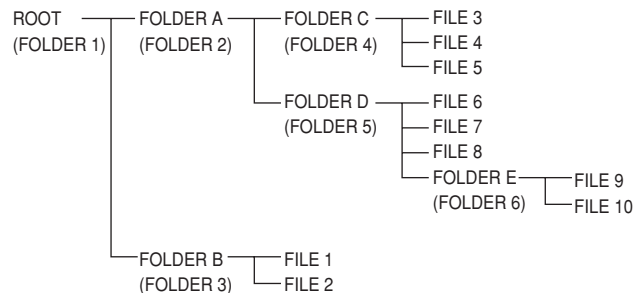 ROOT FOLDER A FOLDER C FILE 3
(FOLDER 1) (FOLDER 2) (FOLDER 4) FILE 4
FILE 5
FOLDER D FILE 6
(FOLDER 5) FILE 7
FILE 8
FOLDER E FILE 9
(FOLDER 6) FILE 10
FOLDER B FILE 1
(FOLDER 3) FILE 2